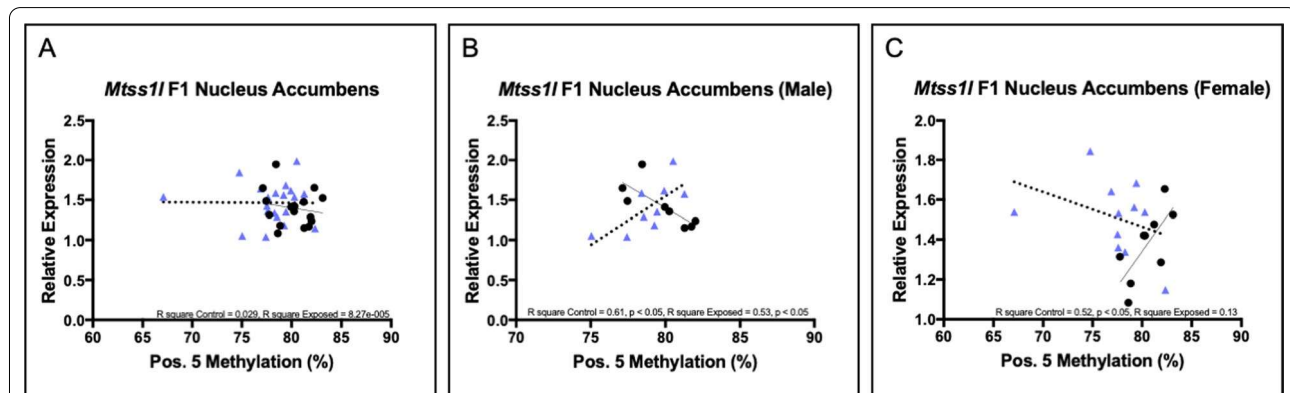 A
Mtss1l F1 Nucleus Accumbens
Relative Expression
2.5
2.0
1.5
1.0
0.5
0.0
60 65 70 75 80 85 90
R square Control = 0.029, R square Exposed = 8.27e-005
Pos. 5 Methylation (%)
B
Mtss1l F1 Nucleus Accumbens (Male)
Relative Expression
2.5
2.0
1.5
1.0
0.5
0.0
70 75 80 85 90
R square Control = 0.61, p < 0.05, R square Exposed = 0.53, p < 0.05
Pos. 5 Methylation (%)
C
Mtss1l F1 Nucleus Accumbens (Female)
Relative Expression
2.0
1.8
1.6
1.4
1.2
1.0
60 70 80 90
R square Control = 0.52, p < 0.05, R square Exposed = 0.13
Pos. 5 Methylation (%)